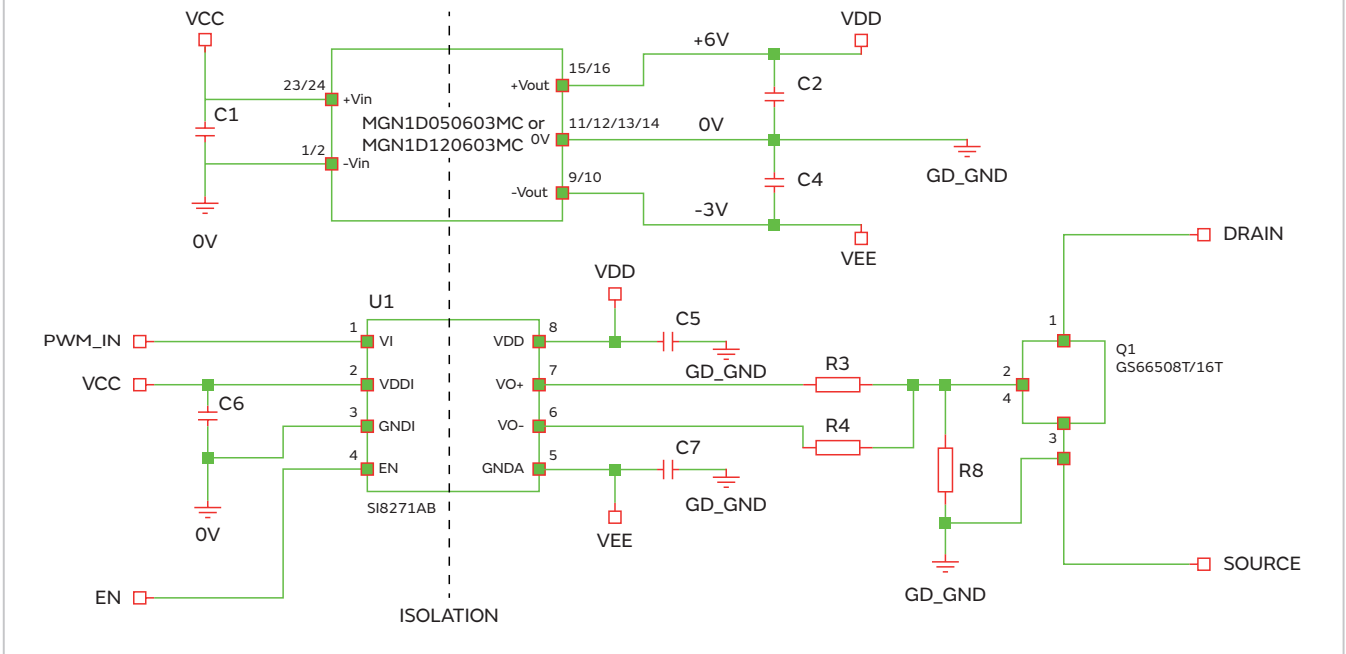 VCC
VDD
+6V
15/16
23/24
+Vout
C2
+Vin
C1
MGN1D050603MC or
MGN1D120603MC
11/12/13/14
0V
0V
1/2
-Vin
GD_GND
9/10
C4
-Vout
-3V
0V
VEE
DRAIN
VDD
U1
C5
1
8
1
PWM_IN
VI
VDD
Q1
GS66508T/16T
GD_GND
R3
2
7
2
VCC
VDDI
VO+
4
C6
3
6
GNDI
VO-
R4
3
C7
4
5
EN
GNDA
R8
SI8271AB
GD_GND
0V
VEE
SOURCE
GD_GND
EN
ISOLATION